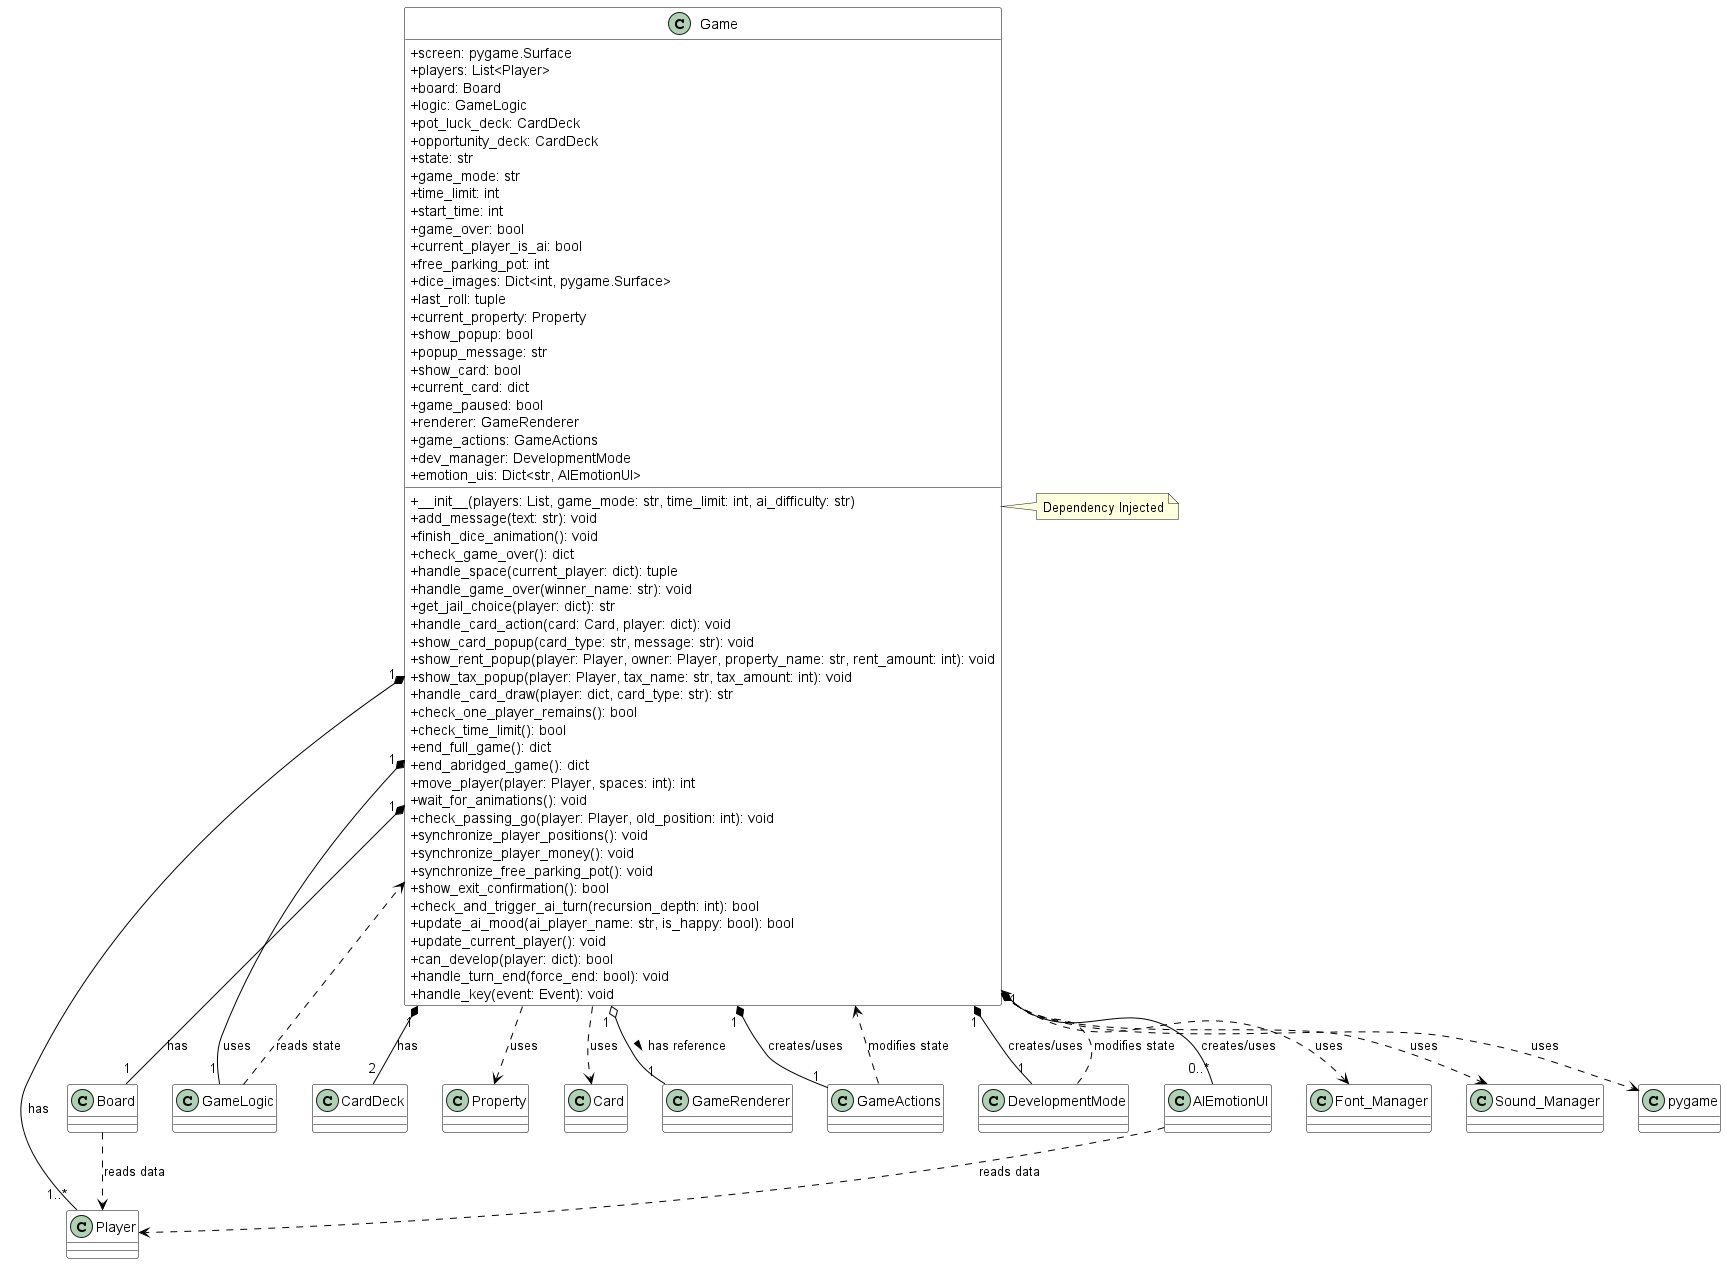 C Game
+screen: pygame.Surface
+players: List<Player>
+board: Board
+logic: GameLogic
+pot_luck_deck: CardDeck
+opportunity_deck: CardDeck
+state: str
+game_mode: str
+time_limit: int
+start_time: int
+game_over: bool
+current_player_is_ai: bool
+free_parking_pot: int
+dice_images: Dict<int, pygame.Surface>
+last_roll: tuple
+current_property: Property
+show_popup: bool
+popup_message: str
+show_card: bool
+current_card: dict
+game_paused: bool
+renderer: GameRenderer
+game_actions: GameActions
+dev_manager: DevelopmentMode
+emotion_uis: Dict<str, AIEmotionUI>
+__init__(players: List, game_mode: str, time_limit: int, ai_difficulty: str)
Dependency Injected
+add_message(text: str): void
+finish_dice_animation(): void
+check_game_over(): dict
+handle_space(current_player: dict): tuple
+handle_game_over(winner_name: str): void
+get_jail_choice(player: dict): str
+handle_card_action(card: Card, player: dict): void
+show_card_popup(card_type: str, message: str): void
+show_rent_popup(player: Player, owner: Player, property_name: str, rent_amount: int): void
+show_tax_popup(player: Player, tax_name: str, tax_amount: int): void
+handle_card_draw(player: dict, card_type: str): str
+check_one_player_remains(): bool
+check_time_limit(): bool
+end_full_game(): dict
+end_abridged_game(): dict
+move_player(player: Player, spaces: int): int
+wait_for_animations(): void
+check_passing_go(player: Player, old_position: int): void
+synchronize_player_positions(): void
+synchronize_player_money(): void
+synchronize_free_parking_pot(): void
+show_exit_confirmation(): bool
+check_and_trigger_ai_turn(recursion_depth: int): bool
+update_ai_mood(ai_player_name: str, is_happy: bool): bool
+update_current_player(): void
+can_develop(player: dict): bool
+handle_turn_end(force_end: bool): void
+handle_key(event: Event): void
1
1
1
1 1 1 1 1
has uses reads state has uses uses has reference creates/uses modifies state creates/uses modifies state creates/uses uses uses uses
1 1 2 1 1 1 0..*
C Board C GameLogic C CardDeck C Property C Card C GameRenderer C GameActions C DevelopmentMode C AIEmotionUI C Font_Manager C Sound_Manager C pygame
has
reads data reads data
1..*
C Player